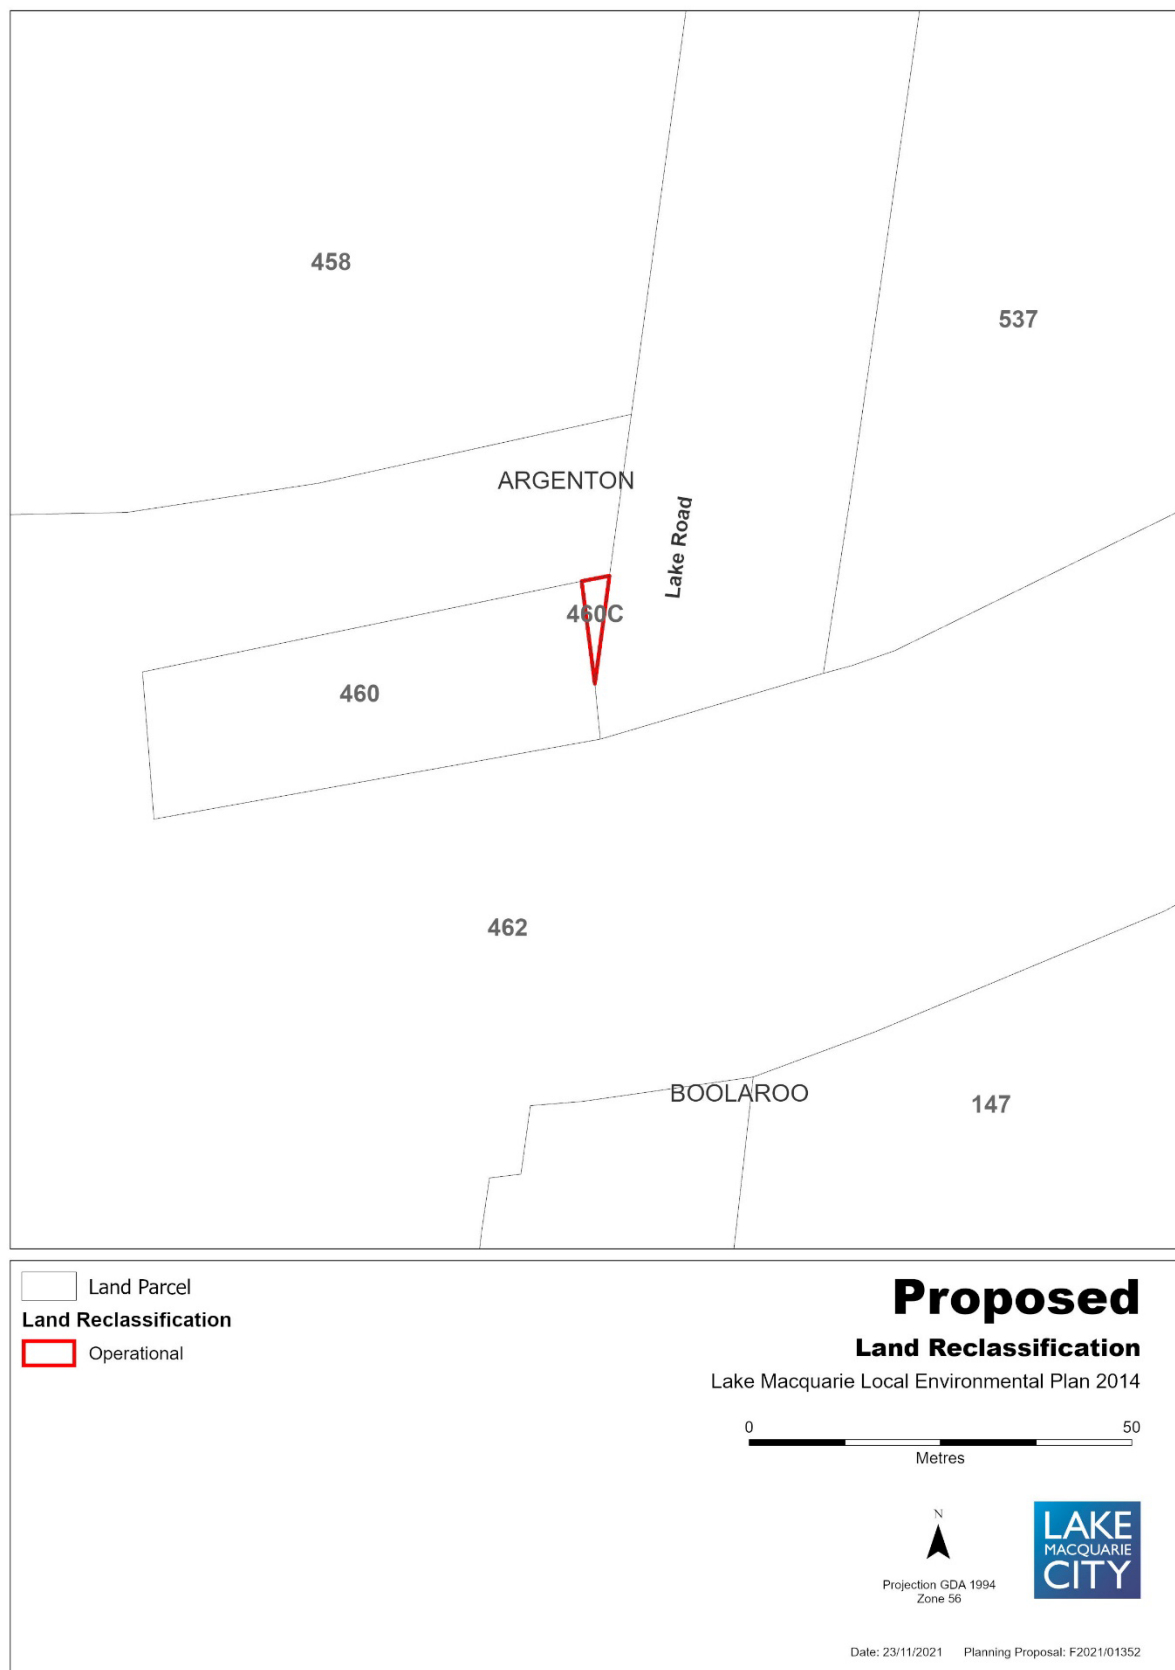 458
537
ARGENTON
Lake Road
460C
460
462
BOOLAROO
147
Land Parcel
Land Reclassification
Operational
Proposed
Land Reclassification
Lake Macquarie Local Environmental Plan 2014
0 50
Metres
N
Projection GDA 1994
Zone 56
LAKE
MACQUARIE
CITY
Date: 23/11/2021 Planning Proposal: F2021/01352